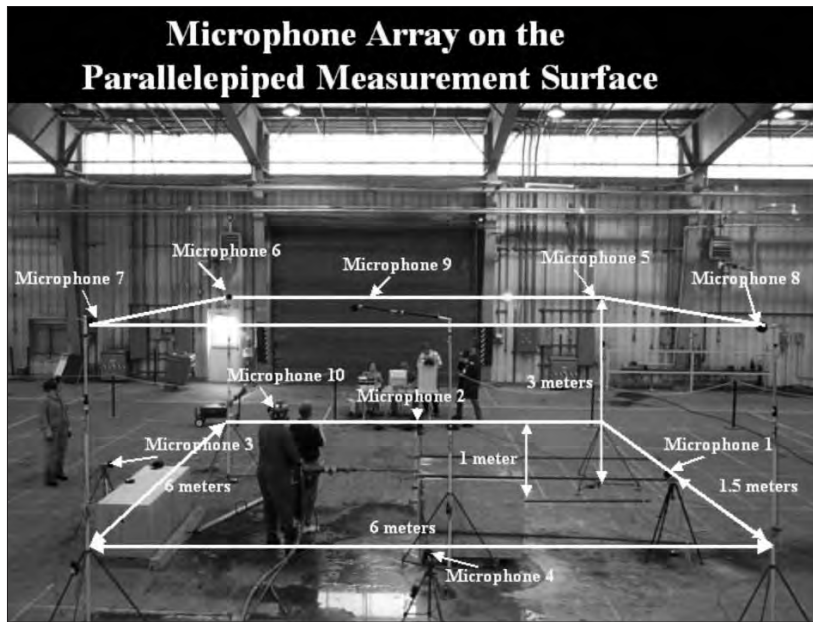 Microphone Array on the
Parallelepiped Measurement Surface
Microphone 6
Microphone 9
Microphone 5
Microphone 7
Microphone 8
Microphone 10
Microphone 2
3 meters
Microphone 3
1 meter
Microphone 1
6 meters
1.5 meters
6 meters
Microphone 4